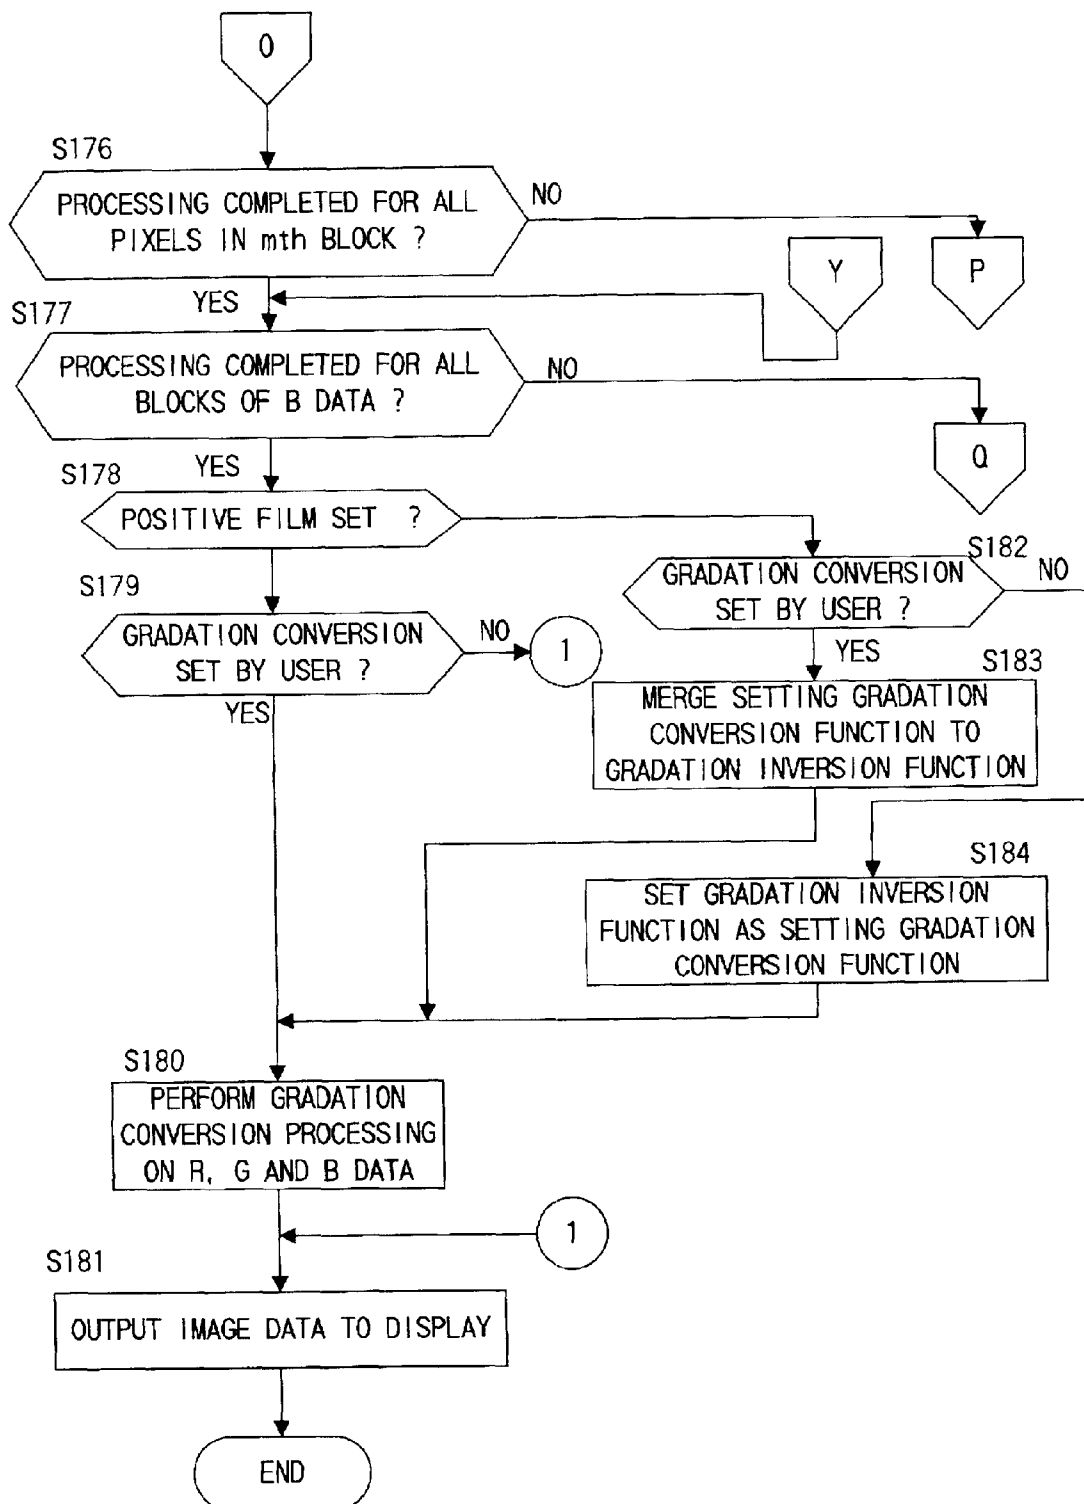 O
S176
PROCESSING COMPLETED FOR ALL
PIXELS IN mth BLOCK ?
NO
P
Y
YES
S177
PROCESSING COMPLETED FOR ALL
BLOCKS OF B DATA ?
NO
Q
YES
S178
POSITIVE FILM SET ?
S182
GRADATION CONVERSION
SET BY USER ?
NO
YES
S179
GRADATION CONVERSION
SET BY USER ?
NO
1
YES
S183
MERGE SETTING GRADATION
CONVERSION FUNCTION TO
GRADATION INVERSION FUNCTION
S184
SET GRADATION INVERSION
FUNCTION AS SETTING GRADATION
CONVERSION FUNCTION
S180
PERFORM GRADATION
CONVERSION PROCESSING
ON R, G AND B DATA
1
S181
OUTPUT IMAGE DATA TO DISPLAY
END